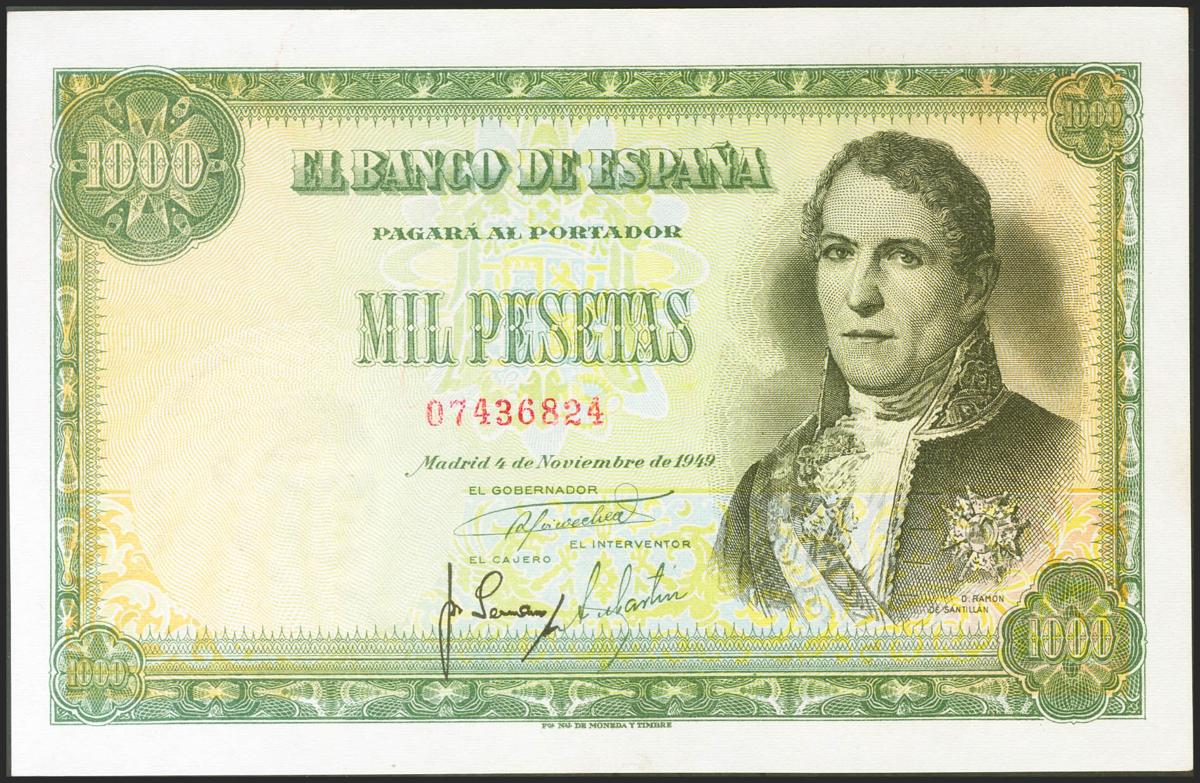 1000
1000
EL BANCO DE ESPAÑA
PAGARÁ AL PORTADOR
MIL PESETAS
07436824
Madrid 4 de Noviembre de 1949
EL GOBERNADOR
EL INTERVENTOR
EL CAJERO
D. RAMON
DE SANTILLÁN
1000
1000
Fca Nal DE MONEDA Y TIMBRE